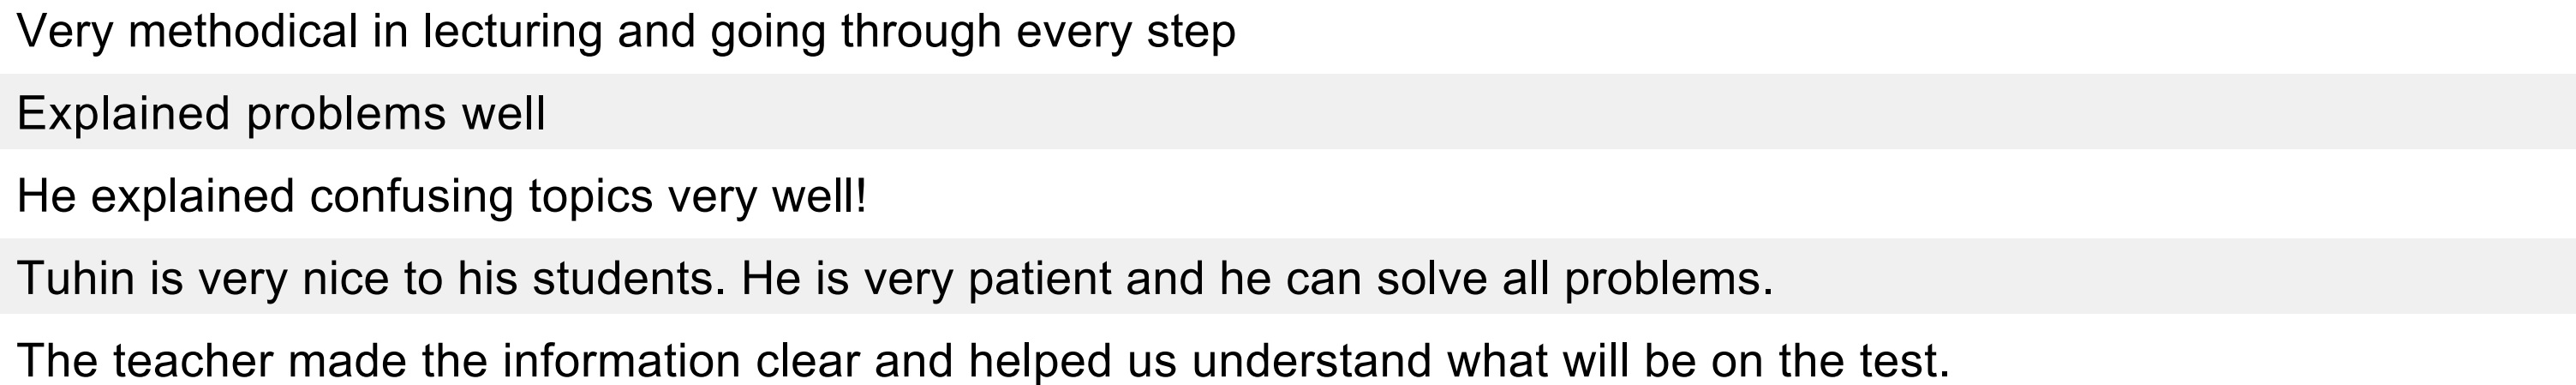 Very methodical in lecturing and going through every step
Explained problems well
He explained confusing topics very well!
Tuhin is very nice to his students. He is very patient and he can solve all problems.
The teacher made the information clear and helped us understand what will be on the test.